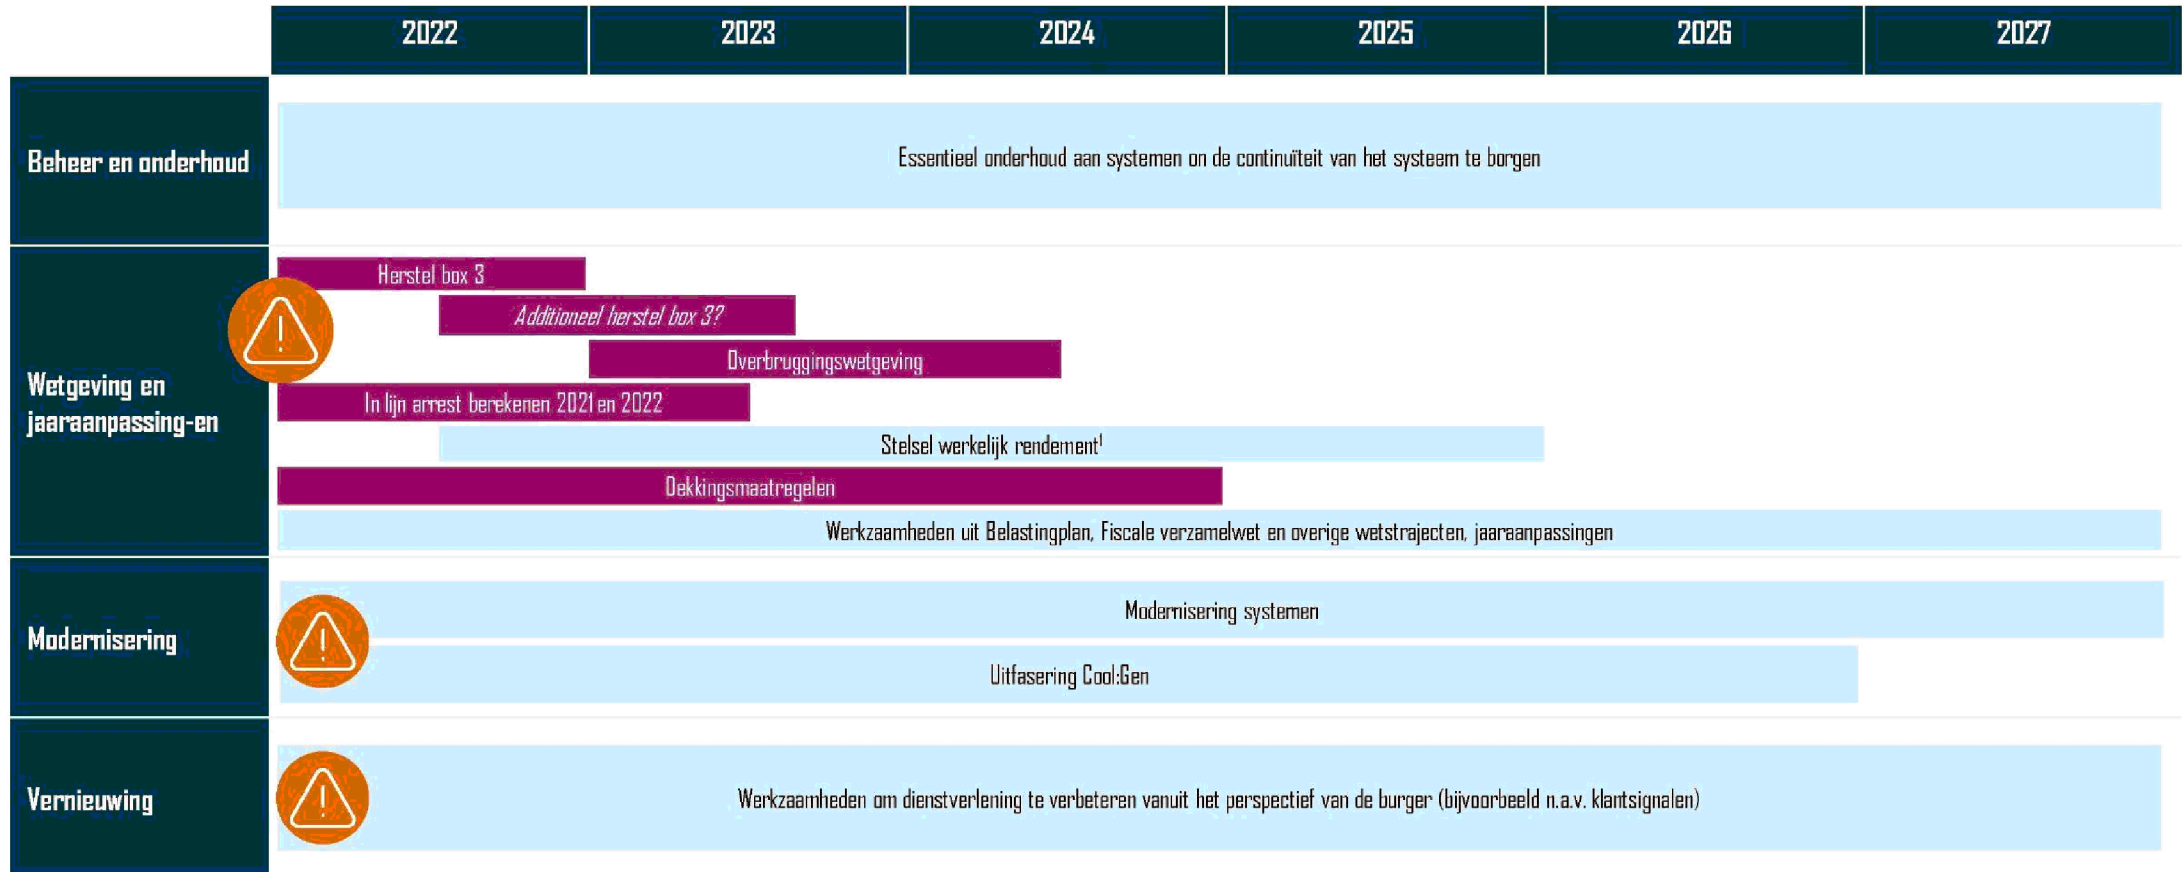 2022 2023 2024 2025 2026 2027
Beheer en onderhoud
Essentieel onderhoud aan systemen on de continuïteit van het systeem te borgen
Wetgeving en
jaaraanpassing-en
Herstel box 3
Additioneel herstel box 3?
Overbruggingswetgeving
In lijn arrest berekenen 2021 en 2022
Stelsel werkelijk rendement¹
Dekkingsmaatregelen
Werkzaamheden uit Belastingplan, Fiscale verzamelwet en overige wetstrajecten, jaaraanpassingen
Modernisering
Modernisering systemen
Uitfasering Cool:Gen
Vernieuwing
Werkzaamheden om dienstverlening te verbeteren vanuit het perspectief van de burger (bijvoorbeeld n.a.v. klantsignalen)